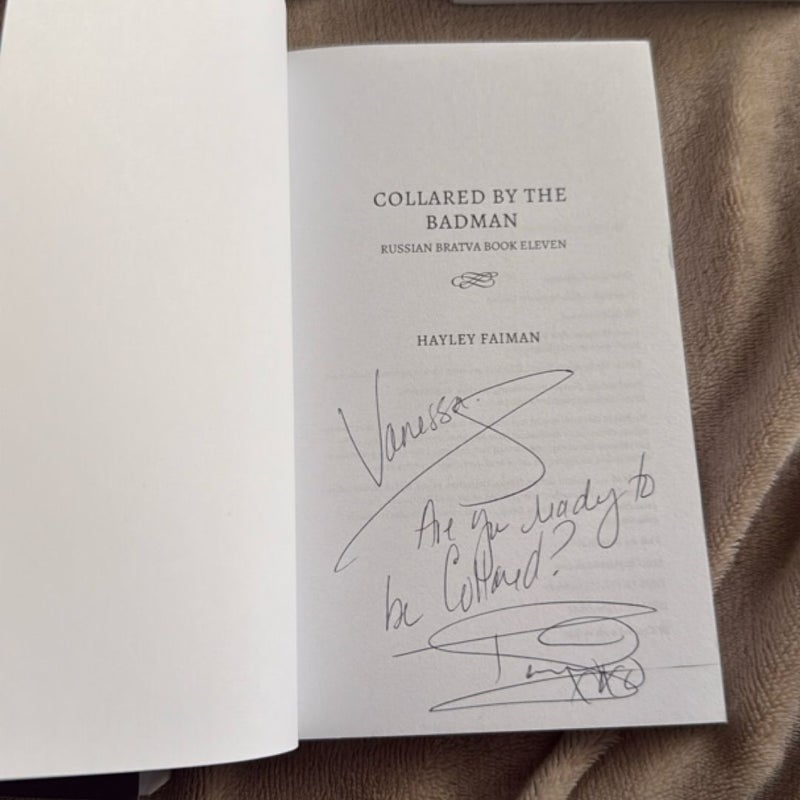 COLLARED BY THE
BADMAN
RUSSIAN BRATVA BOOK ELEVEN
HAYLEY FAIMAN
Vanessa
Are you ready to
be Collared?